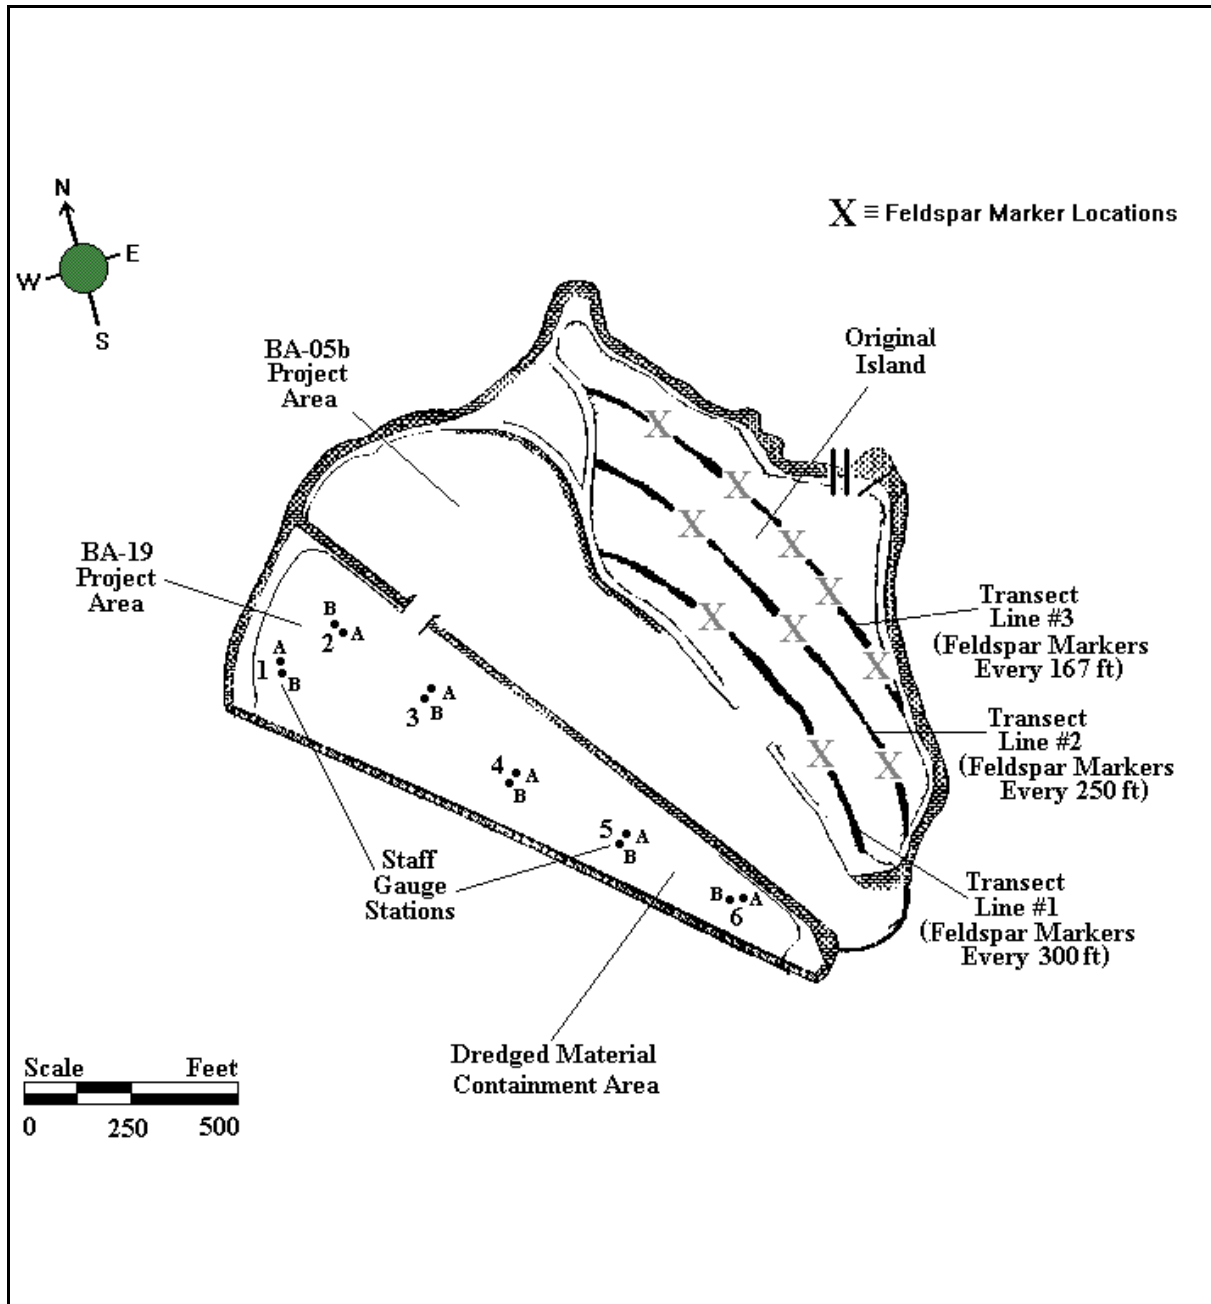 N
E
W
S
X ≡ Feldspar Marker Locations
Original
Island
BA-05b
Project
Area
X
X
X
X
X
X
X
X
X
X
BA-19
Project
Area
B
A
2
A
1
B
A
3
B
4
A
B
5
A
B
B
A
6
Transect
Line #3
(Feldspar Markers
Every 167 ft)
Transect
Line #2
(Feldspar Markers
Every 250 ft)
Transect
Line #1
(Feldspar Markers
Every 300 ft)
Staff
Gauge
Stations
Dredged Material
Containment Area
Scale Feet
0 250 500